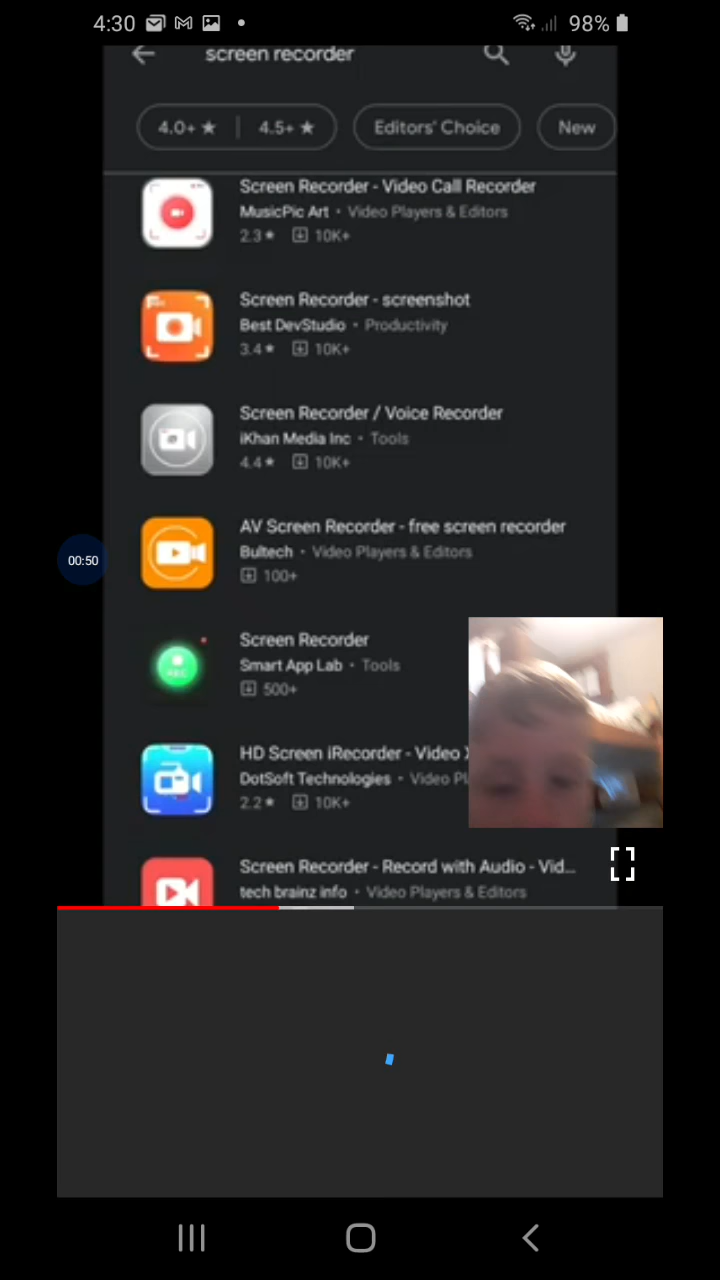 4:30
98%
screen recorder
4.0+ ★ | 4.5+ ★
Editors' Choice
New
Screen Recorder - Video Call Recorder
MusicPic Art • Video Players & Editors
2.3★ 10K+
Screen Recorder - screenshot
Best DevStudio • Productivity
3.4★ 10K+
Screen Recorder / Voice Recorder
iKhan Media Inc • Tools
4.4★ 10K+
AV Screen Recorder - free screen recorder
Bultech • Video Players & Editors
100+
00:50
Screen Recorder
Smart App Lab • Tools
500+
HD Screen iRecorder - Video
DotSoft Technologies • Video Pl
2.2★ 10K+
Screen Recorder - Record with Audio - Vid...
tech brainz info • Video Players & Editors